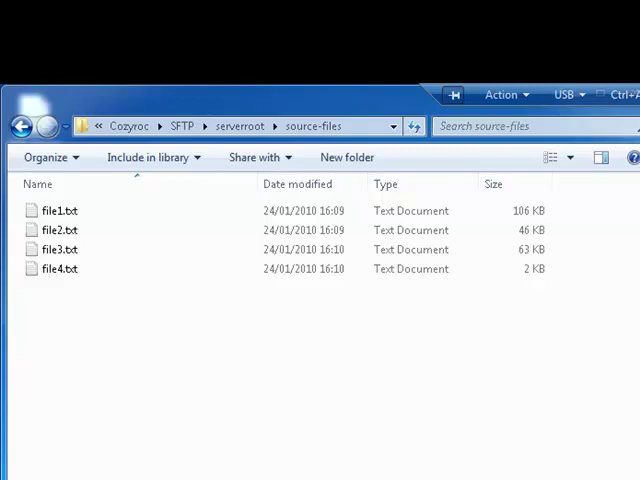 Action USB Ctrl+A
« Cozyroc SFTP serverroot source-files Search source-files
Organize Include in library Share with New folder
Name Date modified Type Size
file1.txt 24/01/2010 16:09 Text Document 106 KB
file2.txt 24/01/2010 16:09 Text Document 46 KB
file3.txt 24/01/2010 16:10 Text Document 63 KB
file4.txt 24/01/2010 16:10 Text Document 2 KB